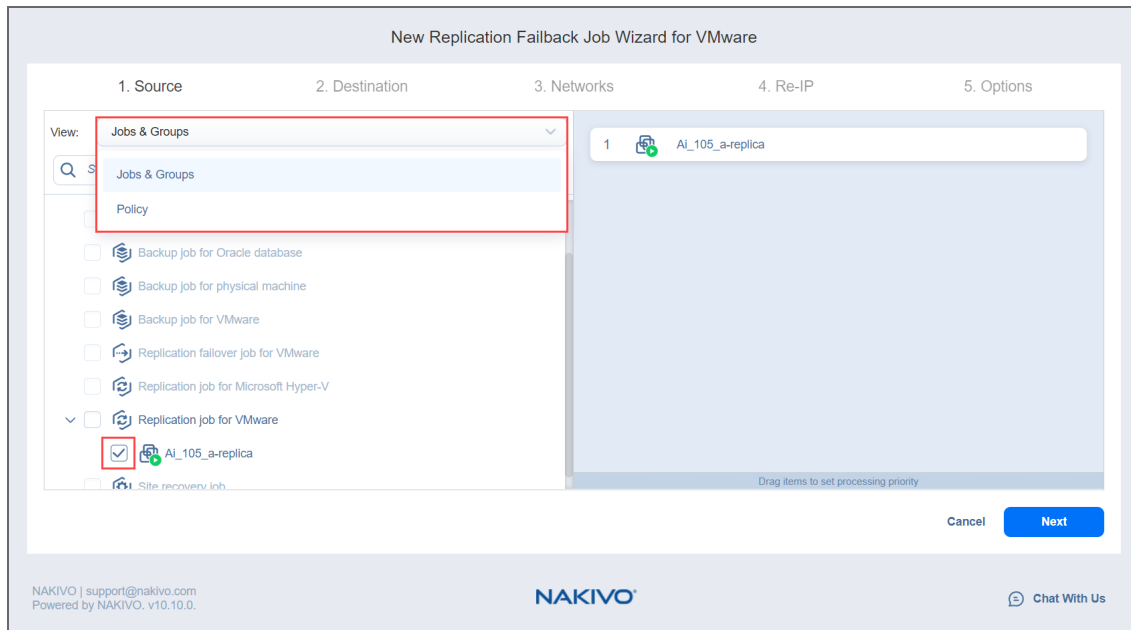 New Replication Failback Job Wizard for VMware
1. Source
2. Destination
3. Networks
4. Re-IP
5. Options
View:
Jobs & Groups
S
Jobs & Groups
Policy
Backup job for Oracle database
Backup job for physical machine
Backup job for VMware
Replication failover job for VMware
Replication job for Microsoft Hyper-V
Replication job for VMware
Ai_105_a-replica
Site recovery job
1 Ai_105_a-replica
Drag items to set processing priority
Cancel
Next
NAKIVO | support@nakivo.com
Powered by NAKIVO. v10.10.0.
NAKIVO®
Chat With Us